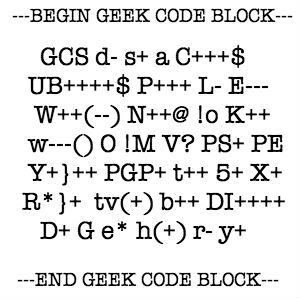 ---BEGIN GEEK CODE BLOCK---
GCS d- s+ a C+++$
UB++++$ P+++ L- E---
W++(--) N++@ !o K++
w---() O !M V? PS+ PE
Y+}++ PGP+ t++ 5+ X+
R*}+ tv(+) b++ DI++++
D+ G e* h(+) r- y+
---END GEEK CODE BLOCK---